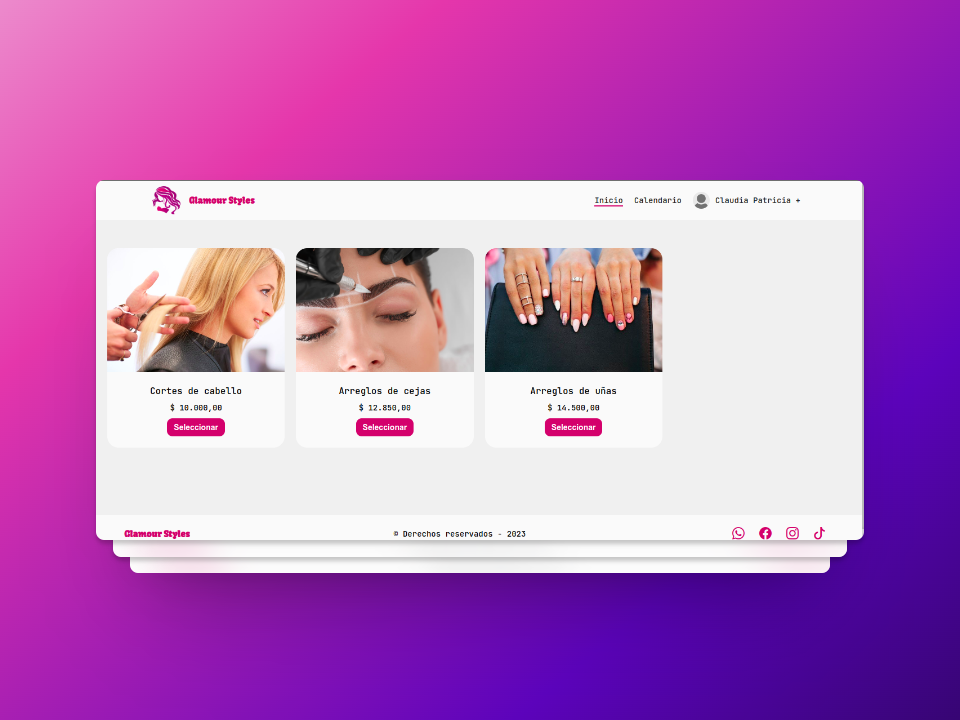 Glamour Styles
Inicio Calendario Claudia Patricia +
Cortes de cabello
$ 10.000,00
Seleccionar
Arreglos de cejas
$ 12.850,00
Seleccionar
Arreglos de uñas
$ 14.500,00
Seleccionar
Glamour Styles
© Derechos reservados - 2023